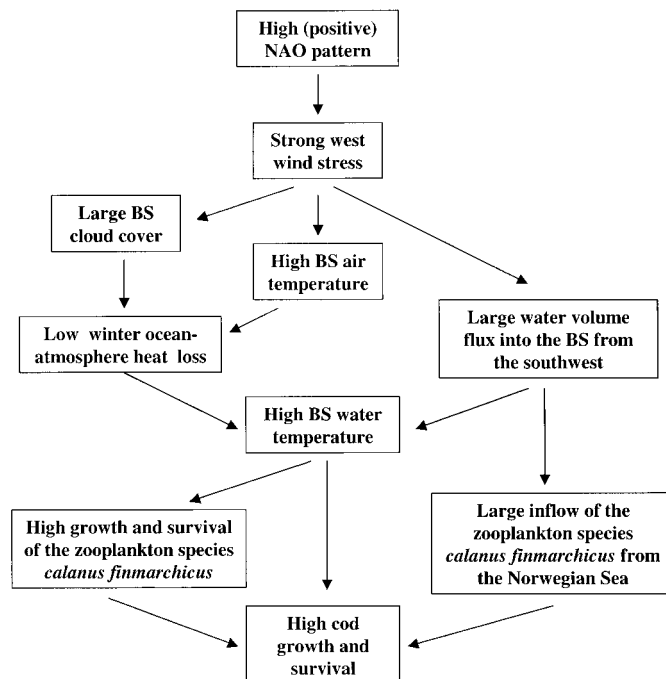 High (positive)
NAO pattern
Strong west
wind stress
Large BS
cloud cover
High BS air
temperature
Low winter ocean-
atmosphere heat loss
Large water volume
flux into the BS from
the southwest
High BS water
temperature
High growth and survival
of the zooplankton species
calanus finmarchicus
Large inflow of the
zooplankton species
calanus finmarchicus from
the Norwegian Sea
High cod
growth and
survival